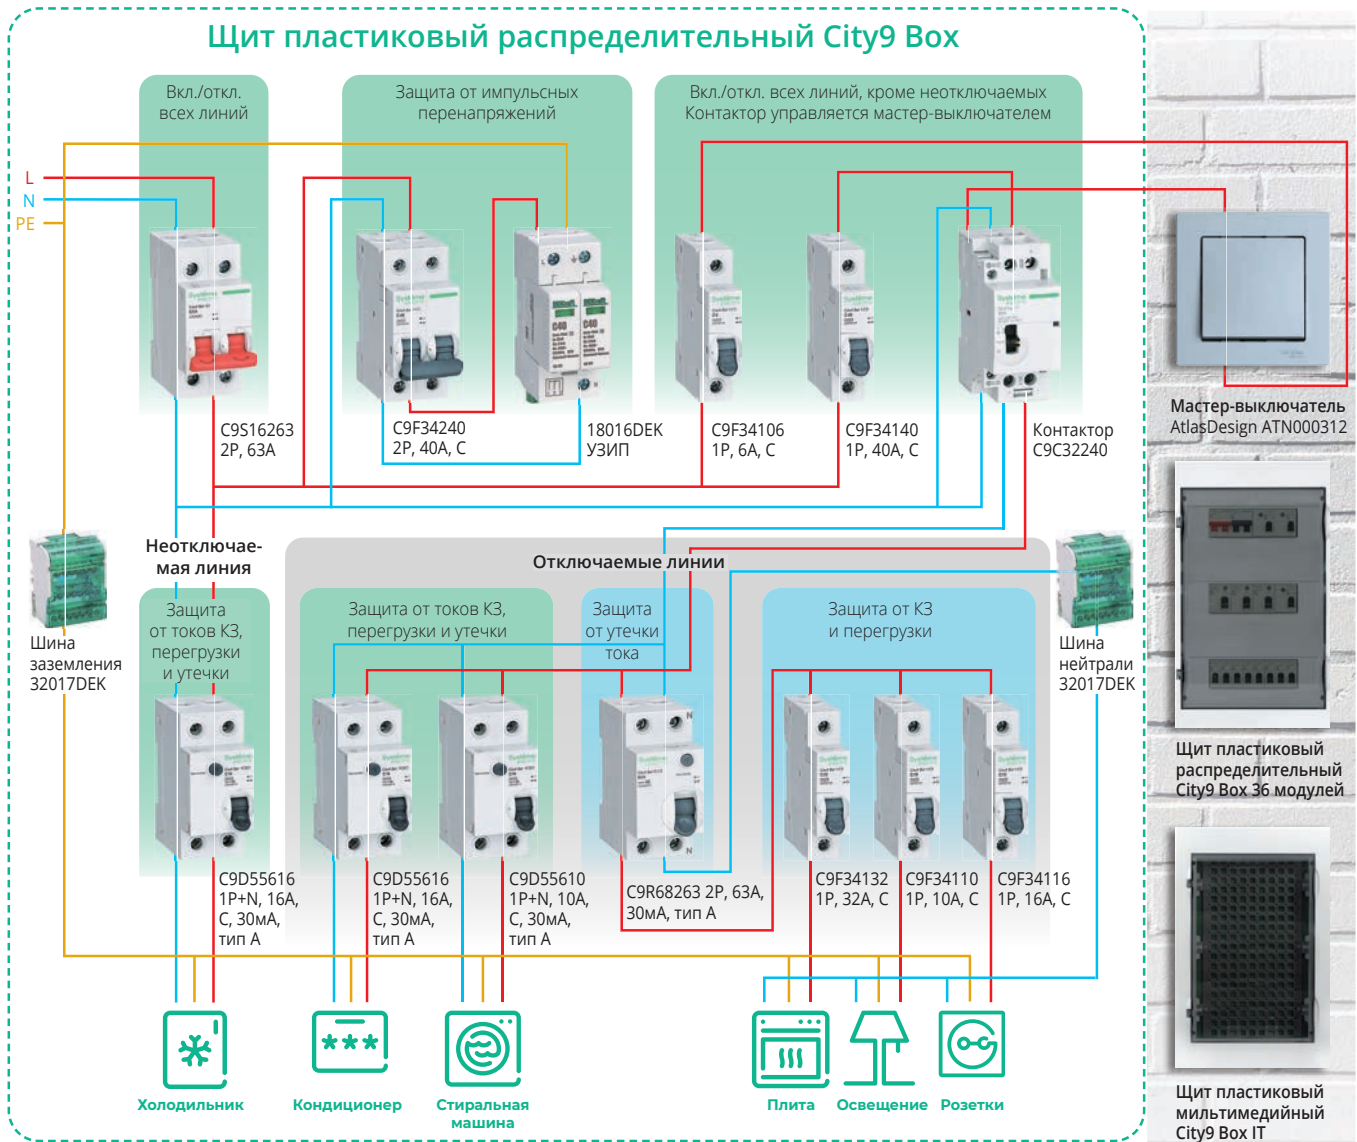 Щит пластиковый распределительный City9 Box
Вкл./откл.
всех линий
Защита от импульсных
перенапряжений
Вкл./откл. всех линий, кроме неотключаемых
Контактор управляется мастер-выключателем
L
N
PE
C9S16263
2P, 63A
C9F34240
2P, 40A, C
18016DEK
УЗИП
C9F34106
1P, 6A, C
C9F34140
1P, 40A, C
Контактор
C9C32240
Мастер-выключатель
AtlasDesign ATN000312
Systeme
C40
C40
N
Неотключае-
мая линия
Отключаемые линии
Защита
от токов КЗ,
перегрузки
и утечки
Защита от токов КЗ,
перегрузки и утечки
Защита
от утечки
тока
Защита от КЗ
и перегрузки
Шина
заземления
32017DEK
Шина
нейтрали
32017DEK
N
N
C9D55616
1P+N, 16A,
C, 30мА,
тип А
C9D55616
1P+N, 16A,
C, 30мА,
тип А
C9D55610
1P+N, 10A,
C, 30мА,
тип А
C9R68263 2P, 63A,
30мА, тип А
C9F34132
1P, 32A, C
C9F34110
1P, 10A, C
C9F34116
1P, 16A, C
Щит пластиковый
распределительный
City9 Box 36 модулей
Холодильник
Кондиционер
Стиральная
машина
Плита
Освещение
Розетки
Щит пластиковый
мильтимедийный
City9 Box IT